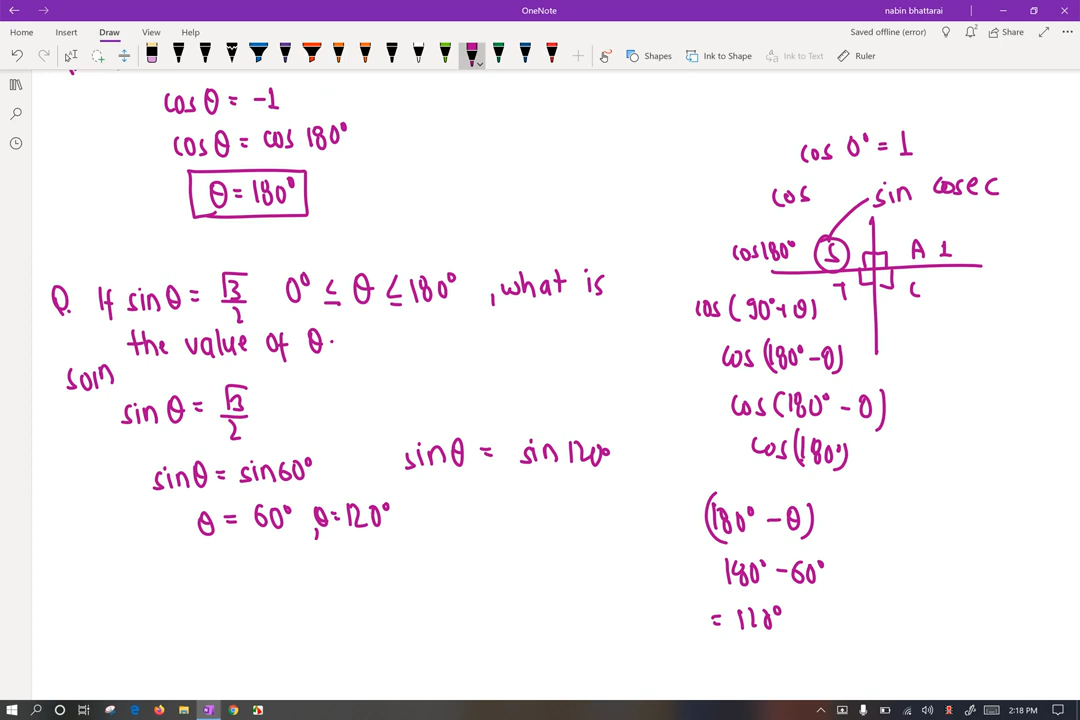 OneNote
nabin bhattarai
Home Insert Draw View Help
Saved offline (error) Share
Shapes Ink to Shape Ink to Text Ruler
cos θ = -1
cos θ = cos 180°
θ = 180°
Q. If sin θ = √3/2 0° ≤ θ ≤ 180° , what is
the value of θ.
soln
sin θ = √3/2
sin θ = sin 60° sin θ = sin 120°
θ = 60° , θ = 120°
cos 0° = 1
cos sin cosec
cos 180° S A 1
T C
cos (90° + θ)
cos (180° - θ)
cos (180° - θ)
cos (180°)
(180° - θ)
180° - 60°
= 120°
2:18 PM